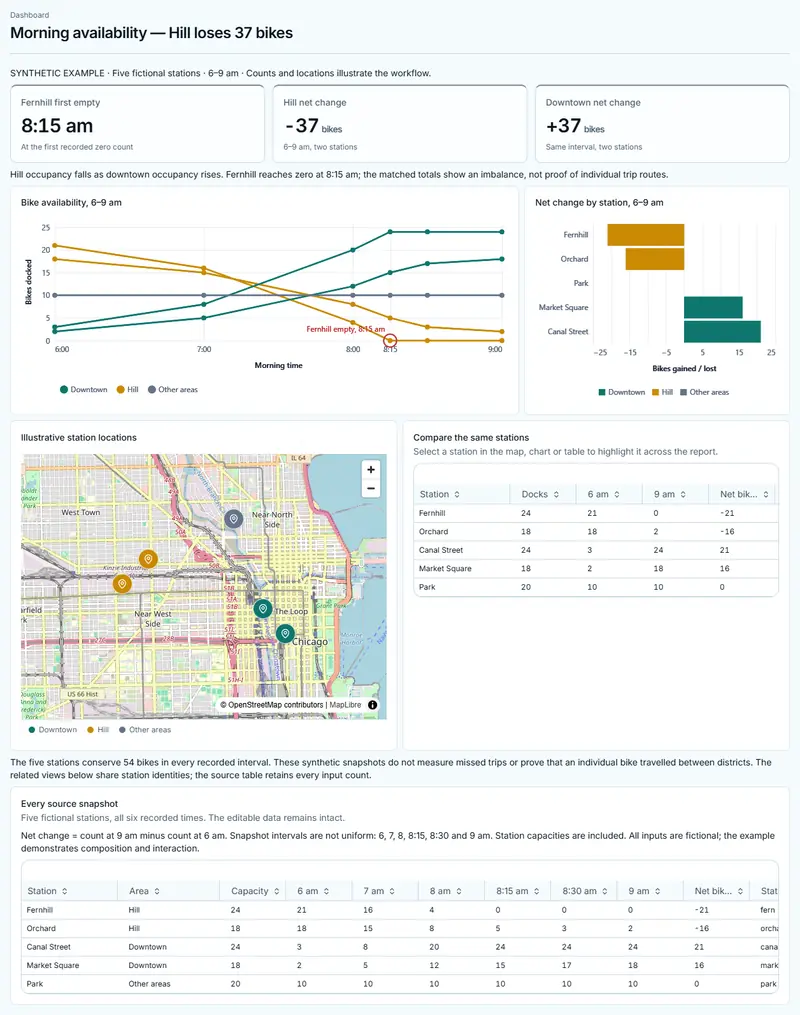 Dashboard
Morning availability — Hill loses 37 bikes
SYNTHETIC EXAMPLE · Five fictional stations · 6–9 am · Counts and locations illustrate the workflow.
Fernhill first empty
8:15 am
At the first recorded zero count
Hill net change
-37 bikes
6–9 am, two stations
Downtown net change
+37 bikes
Same interval, two stations
Hill occupancy falls as downtown occupancy rises. Fernhill reaches zero at 8:15 am; the matched totals show an imbalance, not proof of individual trip routes.
Bike availability, 6–9 am
25
20
15
10
5
0
Bikes docked
Fernhill empty, 8:15 am
6:00 7:00 8:00 8:15 9:00
Morning time
Downtown Hill Other areas
Net change by station, 6–9 am
Fernhill
Orchard
Park
Market Square
Canal Street
−25 −15 −5 5 15 25
Bikes gained / lost
Downtown Hill Other areas
Illustrative station locations
IL 64
West Town
Near North
Side
Kinzie Industri
Near West
Side
The Loop
Grant Park
Chicago
Monroe
Harbor
US 66 Hist
Douglass
+
−
© OpenStreetMap contributors | MapLibre
Downtown Hill Other areas
Compare the same stations
Select a station in the map, chart or table to highlight it across the report.
Station Docks 6 am 9 am Net bik...
Fernhill 24 21 0 -21
Orchard 18 18 2 -16
Canal Street 24 3 24 21
Market Square 18 2 18 16
Park 20 10 10 0
The five stations conserve 54 bikes in every recorded interval. These synthetic snapshots do not measure missed trips or prove that an individual bike travelled between districts. The
related views below share station identities; the source table retains every input count.
Every source snapshot
Five fictional stations, all six recorded times. The editable data remains intact.
Net change = count at 9 am minus count at 6 am. Snapshot intervals are not uniform: 6, 7, 8, 8:15, 8:30 and 9 am. Station capacities are included. All inputs are fictional; the example
demonstrates composition and interaction.
Station Area Capacity 6 am 7 am 8 am 8:15 am 8:30 am 9 am Net bik... Stat
Fernhill Hill 24 21 16 4 0 0 0 -21 fern
Orchard Hill 18 18 15 8 5 3 2 -16 orcha
Canal Street Downtown 24 3 8 20 24 24 24 21 cana
Market Square Downtown 18 2 5 12 15 17 18 16 mark
Park Other areas 20 10 10 10 10 10 10 0 park